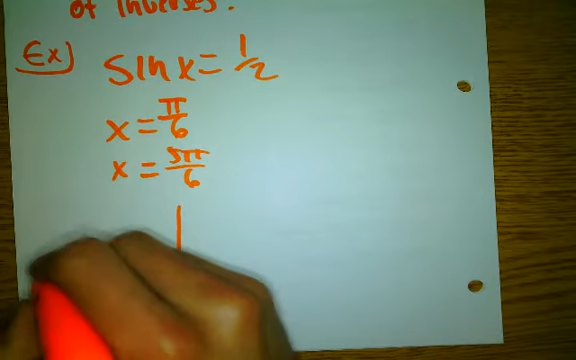 of inverses.
Ex) sin x = 1/2
x = π/6
x = 5π/6